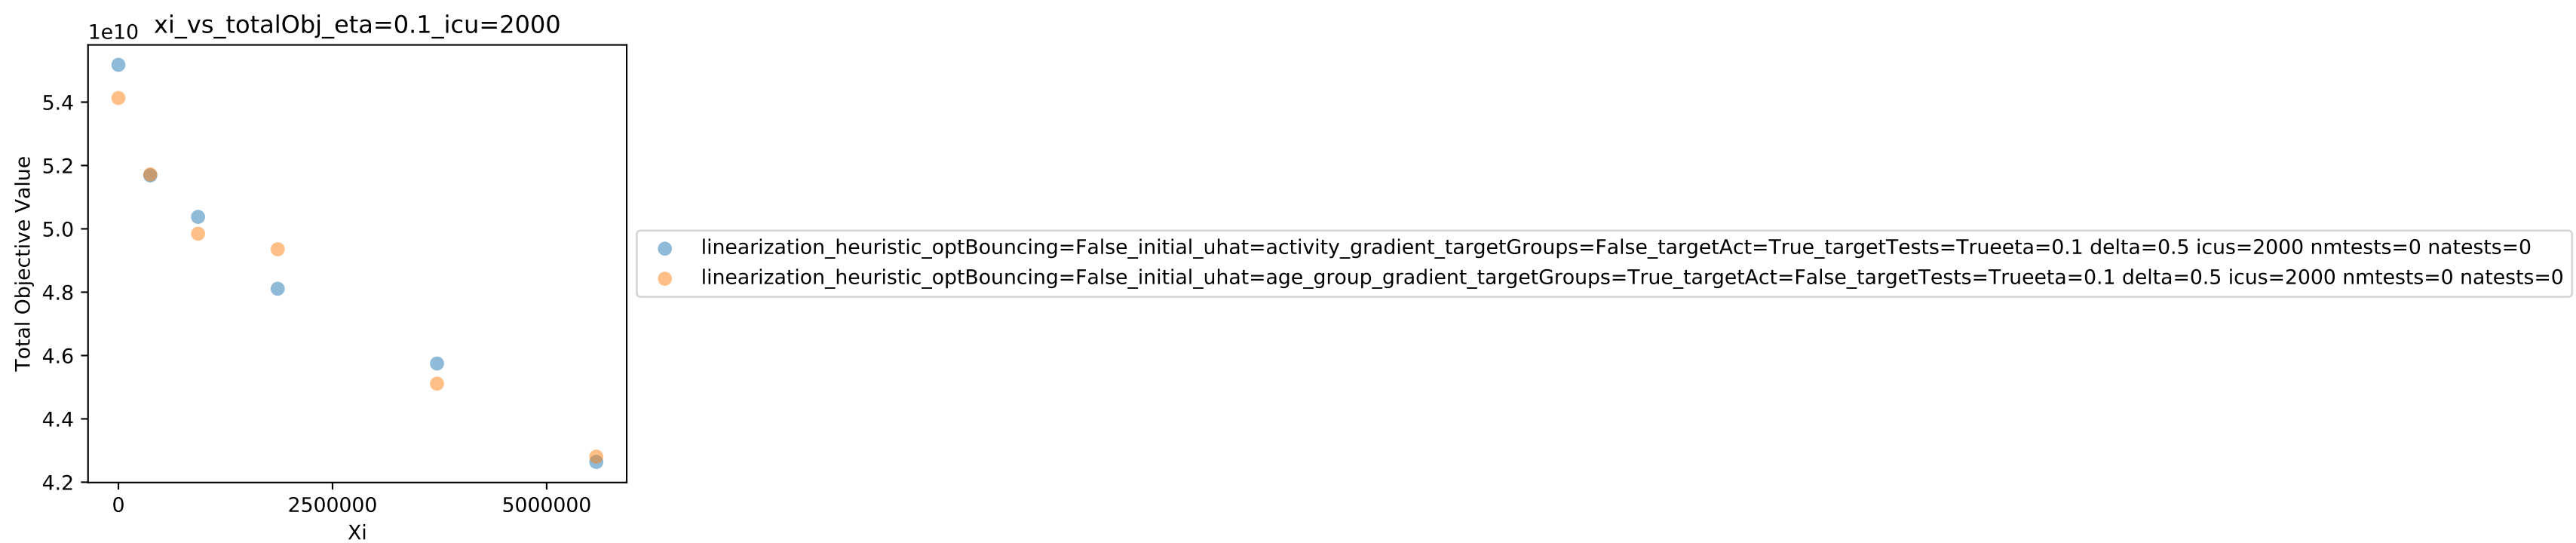 xi_vs_totalObj_eta=0.1_icu=2000
1e10
5.4
5.2
5.0
4.8
4.6
4.4
4.2
Total Objective Value
0
2500000
5000000
Xi
linearization_heuristic_optBouncing=False_initial_uhat=activity_gradient_targetGroups=False_targetAct=True_targetTests=Trueeta=0.1 delta=0.5 icus=2000 nmtests=0 natests=0
linearization_heuristic_optBouncing=False_initial_uhat=age_group_gradient_targetGroups=True_targetAct=False_targetTests=Trueeta=0.1 delta=0.5 icus=2000 nmtests=0 natests=0